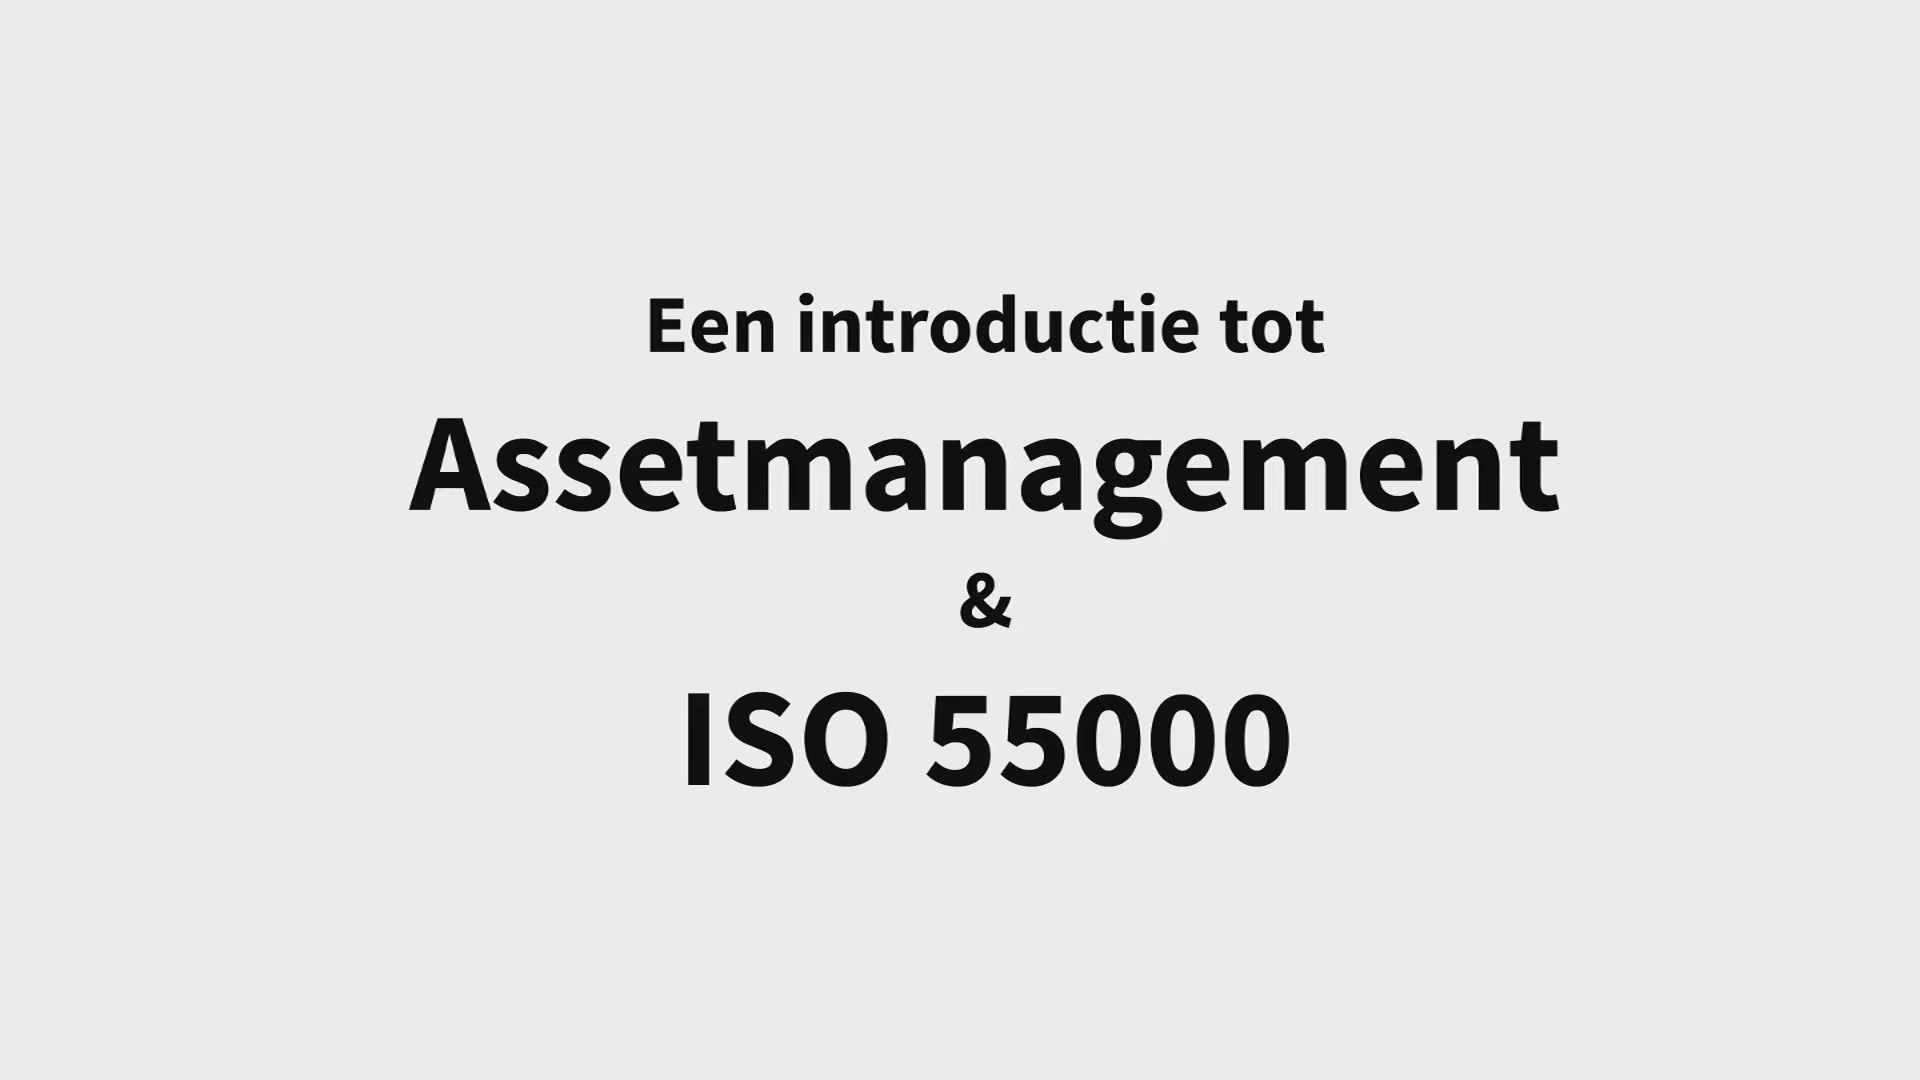 Een introductie tot
Assetmanagement
&
ISO 55000